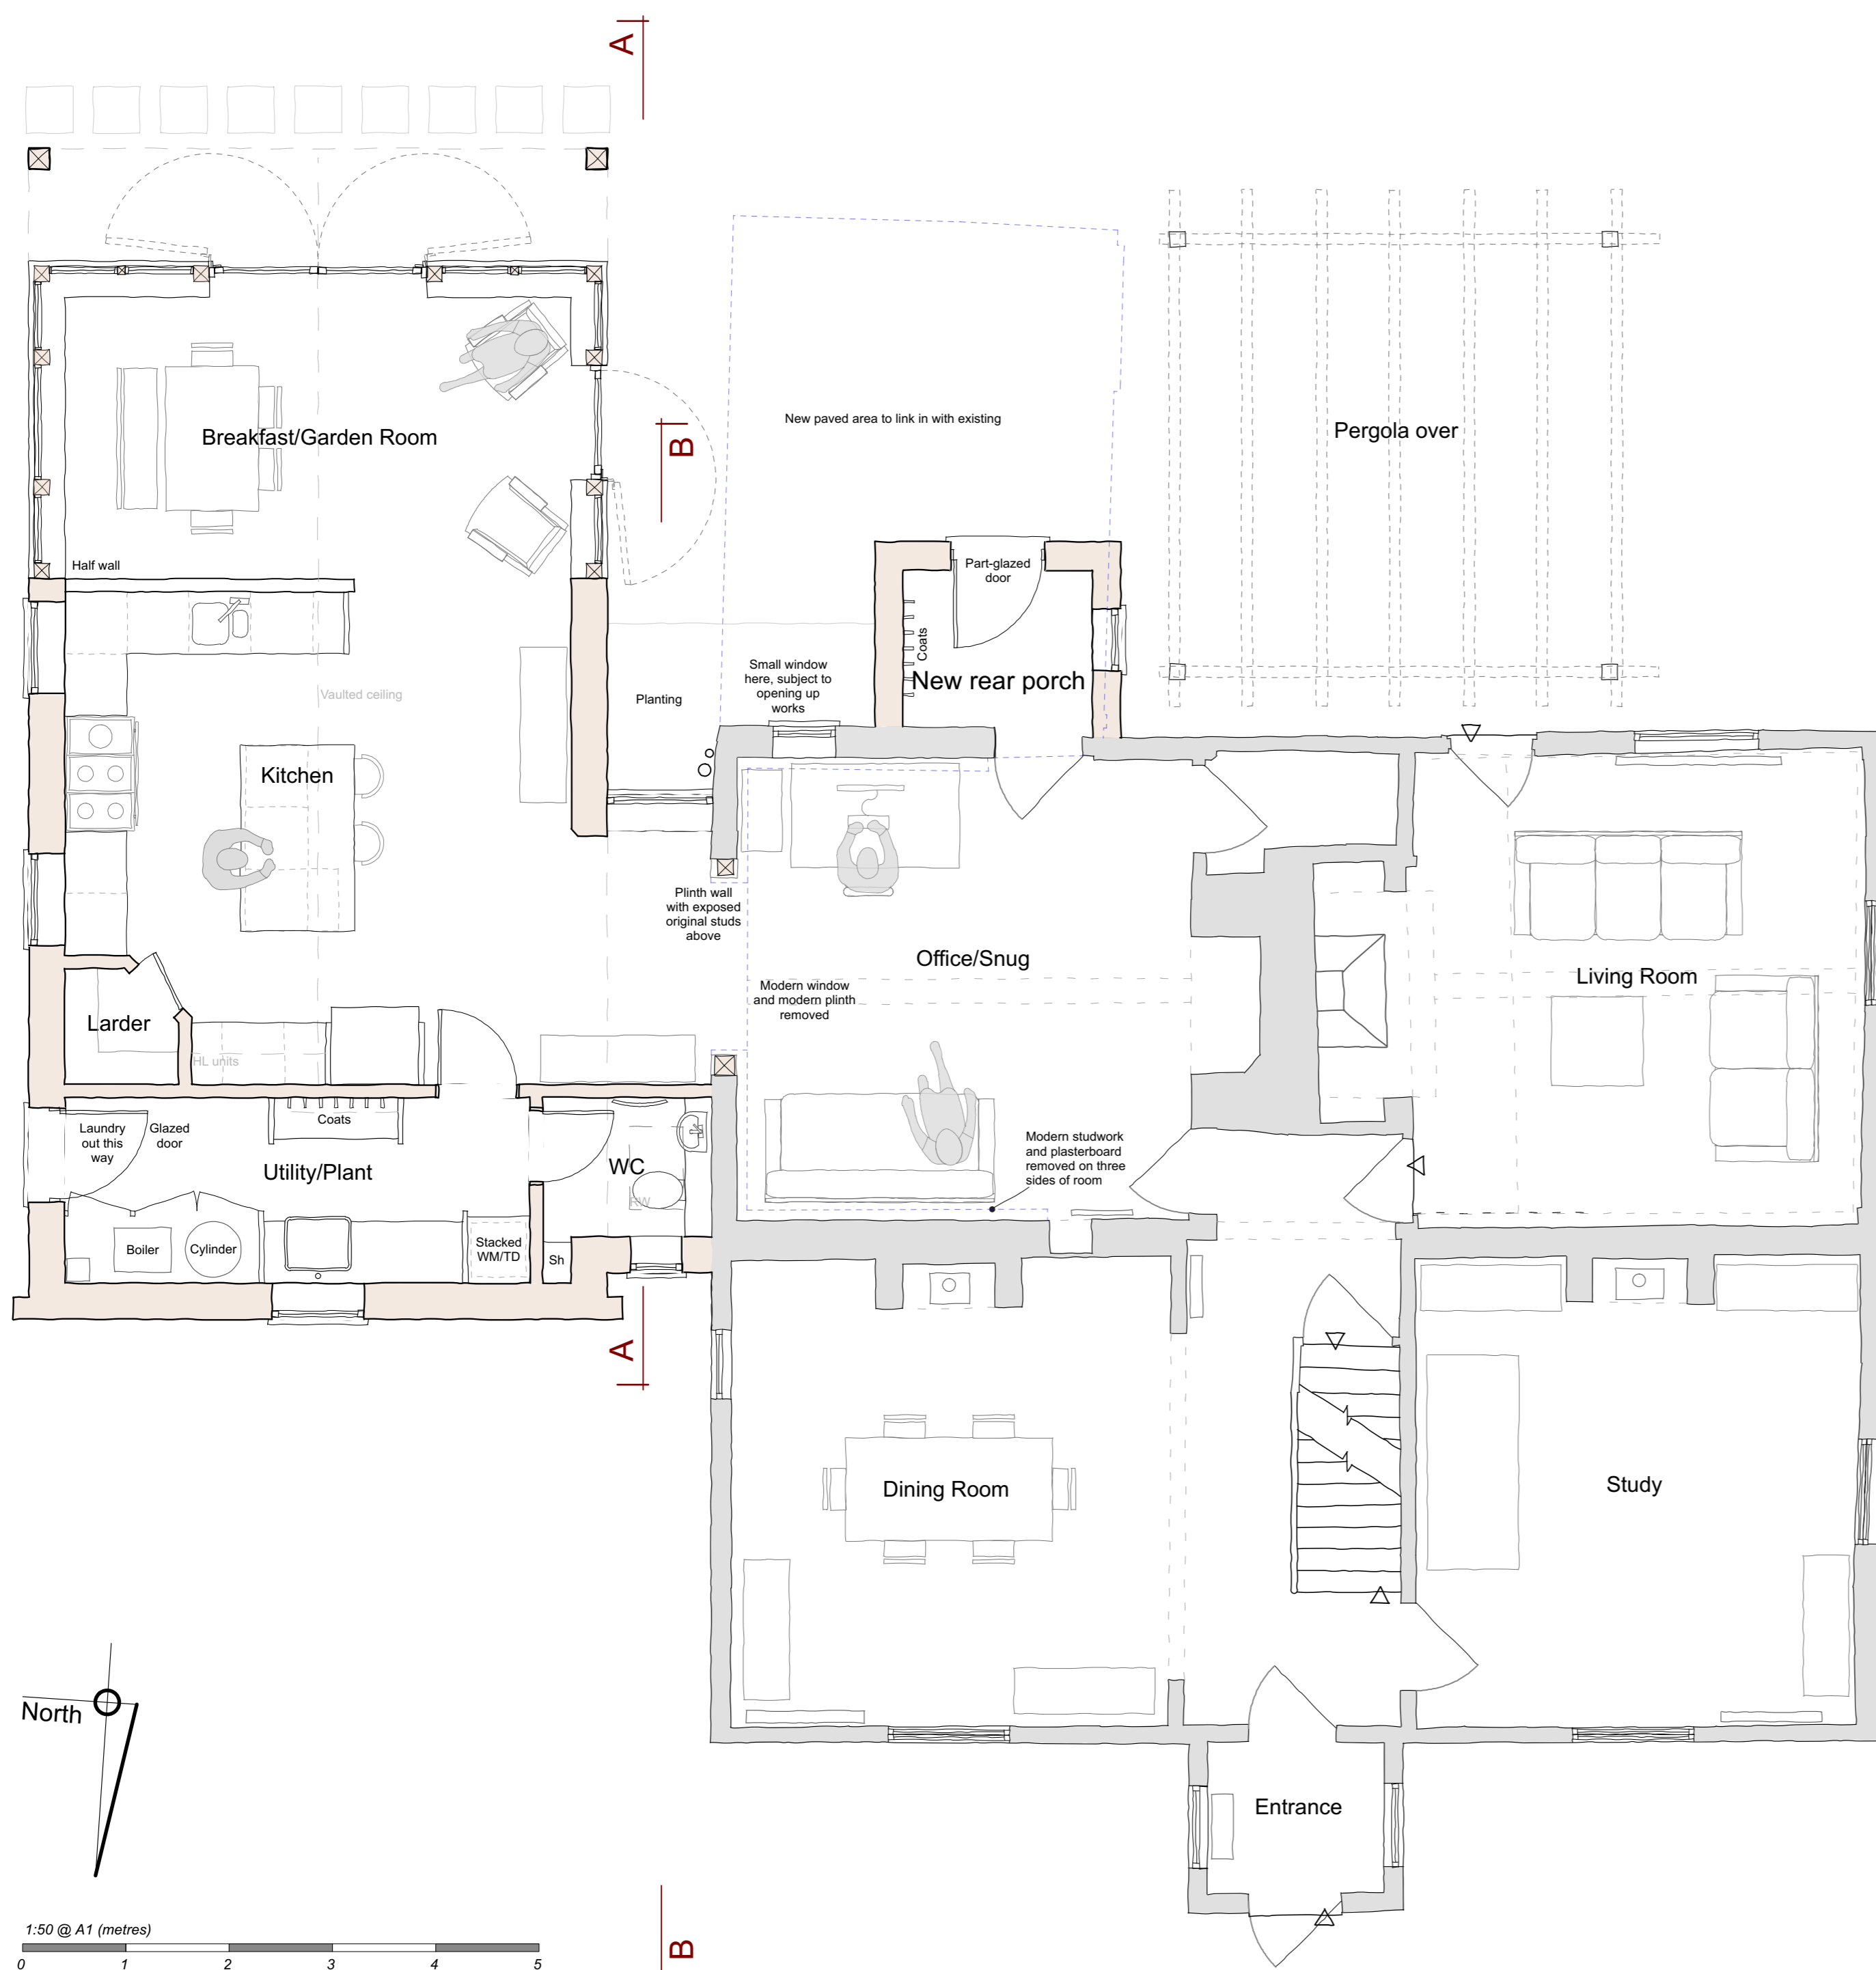 A
New paved area to link in with existing
Pergola over
Breakfast/Garden Room
B
Half wall
Part-glazed
door
Coats
New rear porch
Small window
here, subject to
opening up
works
Vaulted ceiling
Planting
Kitchen
Plinth wall
with exposed
original studs
above
Office/Snug
Living Room
Modern window
and modern plinth
removed
Larder
HL units
Coats
Laundry
out this
way
Glazed
door
Utility/Plant
WC
RW
Modern studwork
and plasterboard
removed on three
sides of room
Boiler
Cylinder
Stacked
WM/TD
Sh
A
Dining Room
Study
North
Entrance
1:50 @ A1 (metres)
0 1 2 3 4 5
B